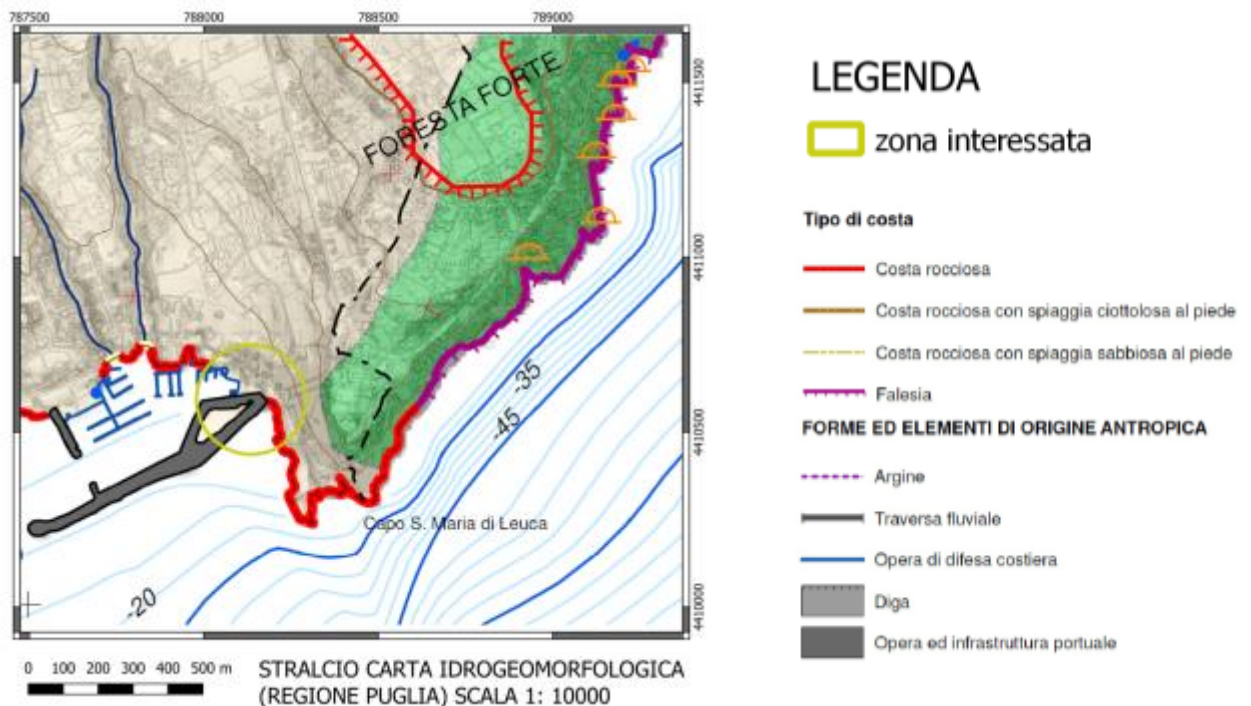 787500
788000
788500
789000
4411500
4411000
4410500
4410000
FORESTA FORTE
-35
-45
Capo S. Maria di Leuca
-20
0 100 200 300 400 500 m
STRALCIO CARTA IDROGEOMORFOLOGICA
(REGIONE PUGLIA) SCALA 1: 10000
LEGENDA
zona interessata
Tipo di costa
Costa rocciosa
Costa rocciosa con spiaggia ciottolosa al piede
Costa rocciosa con spiaggia sabbiosa al piede
Falesia
FORME ED ELEMENTI DI ORIGINE ANTROPICA
Argine
Traversa fluviale
Opera di difesa costiera
Diga
Opera ed infrastruttura portuale